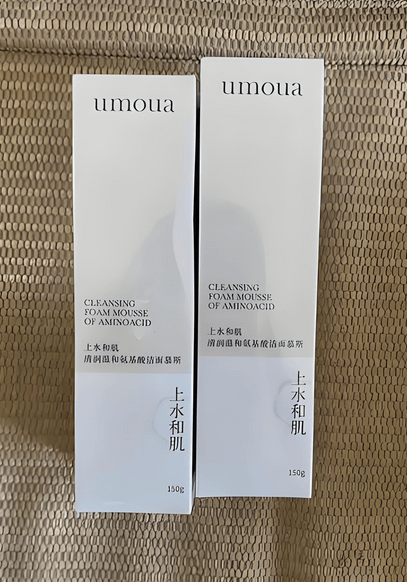 umoua
CLEANSING
FOAM MOUSSE
OF AMINOACID
上水和肌
清润温和氨基酸洁面慕斯
上水和肌
150g
umoua
CLEANSING
FOAM MOUSSE
OF AMINOACID
上水和肌
清润温和氨基酸洁面慕斯
上水和肌
150g